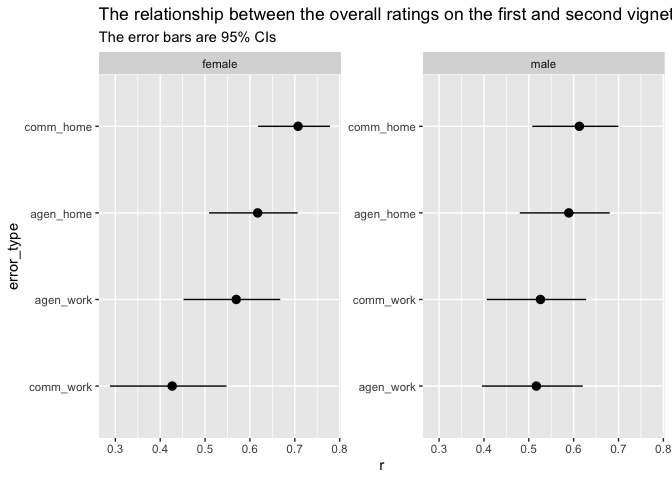 The relationship between the overall ratings on the first and second
The error bars are 95% CIs
female
male
error_type
comm_home
agen_home
agen_work
comm_work
comm_home
agen_home
comm_work
agen_work
0.3 0.4 0.5 0.6 0.7 0.8
0.3 0.4 0.5 0.6 0.7 0.8
r